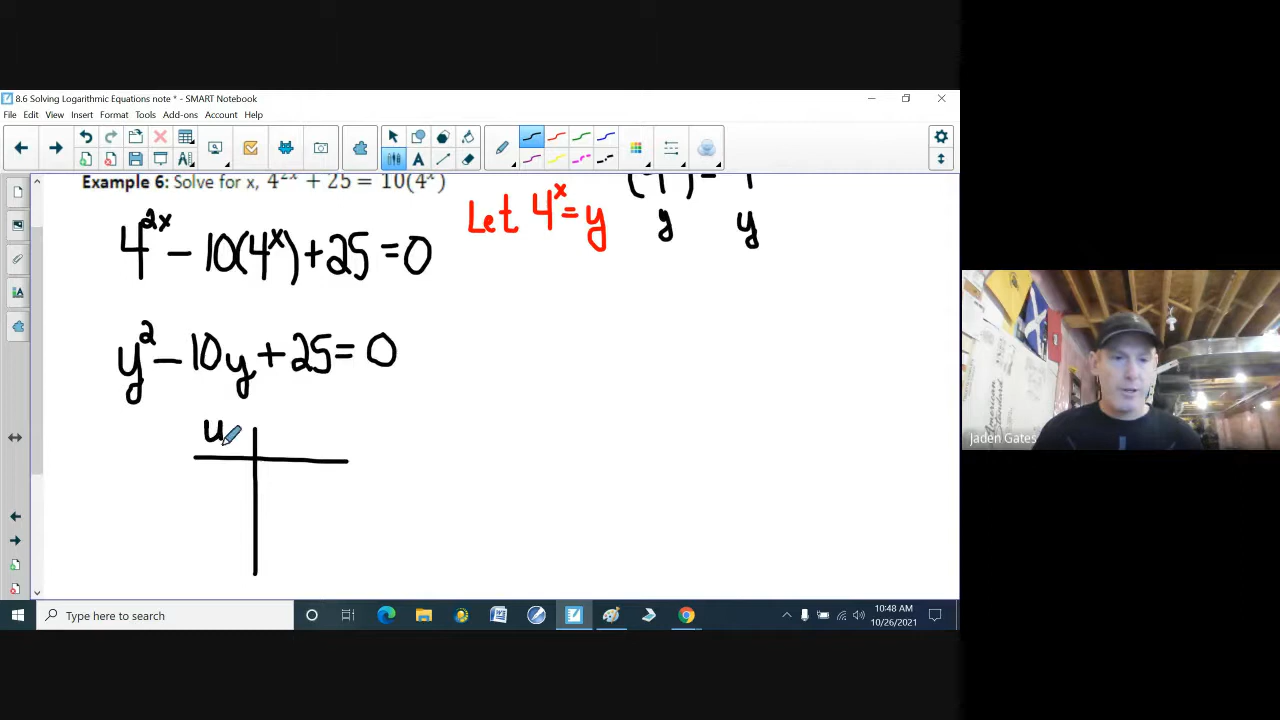 8.6 Solving Logarithmic Equations note * - SMART Notebook
File Edit View Insert Format Tools Add-ons Account Help
Example 6: Solve for x, 4^{2x} + 25 = 10(4^x)
Let 4^x = y
y y
4^{2x} - 10(4^x) + 25 = 0
y^2 - 10y + 25 = 0
American Standard
Jaden Gates
Type here to search
10:48 AM
10/26/2021